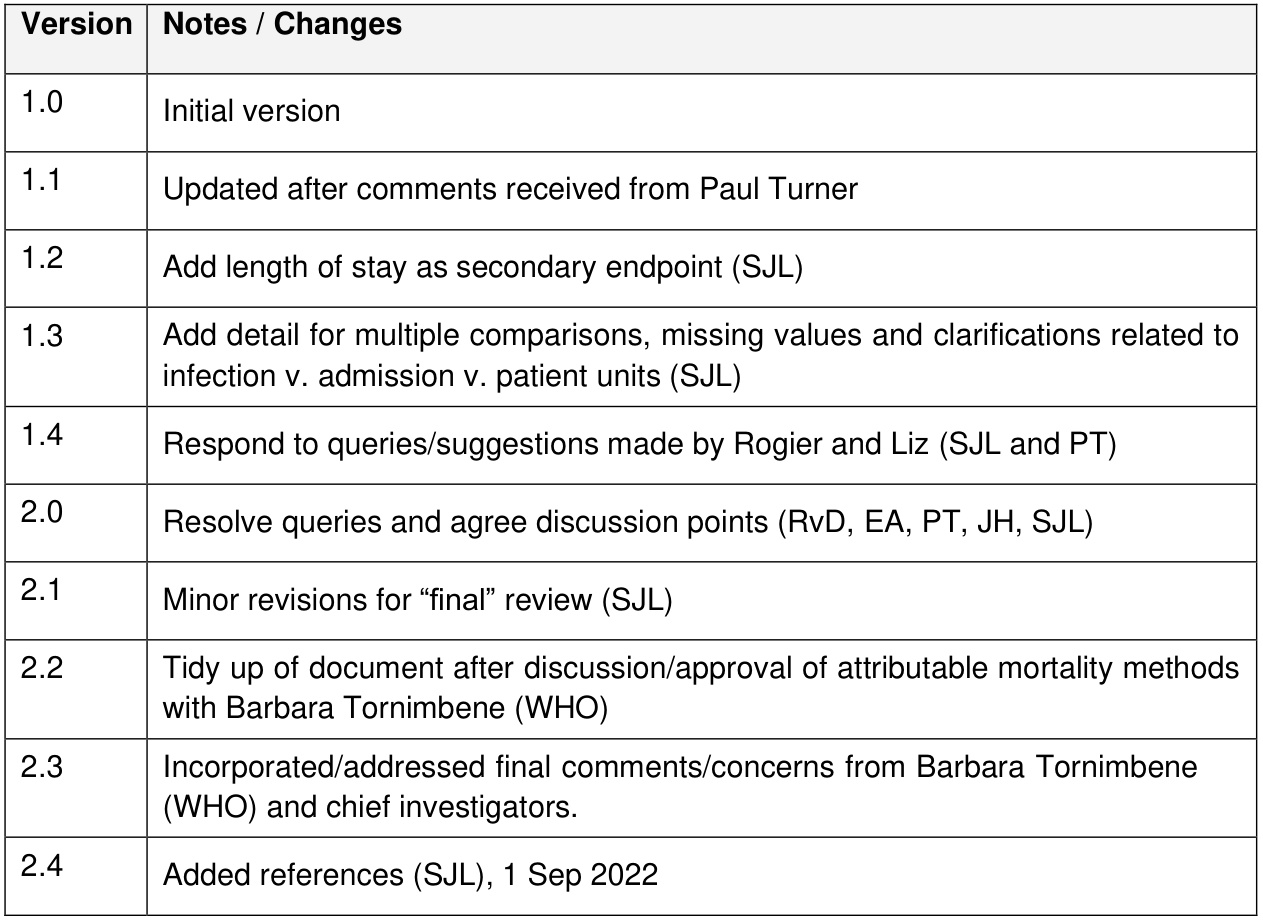 Version Notes / Changes
1.0 Initial version
1.1 Updated after comments received from Paul Turner
1.2 Add length of stay as secondary endpoint (SJL)
1.3 Add detail for multiple comparisons, missing values and clarifications related to
infection v. admission v. patient units (SJL)
1.4 Respond to queries/suggestions made by Rogier and Liz (SJL and PT)
2.0 Resolve queries and agree discussion points (RvD, EA, PT, JH, SJL)
2.1 Minor revisions for “final” review (SJL)
2.2 Tidy up of document after discussion/approval of attributable mortality methods
with Barbara Tornimbene (WHO)
2.3 Incorporated/addressed final comments/concerns from Barbara Tornimbene
(WHO) and chief investigators.
2.4 Added references (SJL), 1 Sep 2022